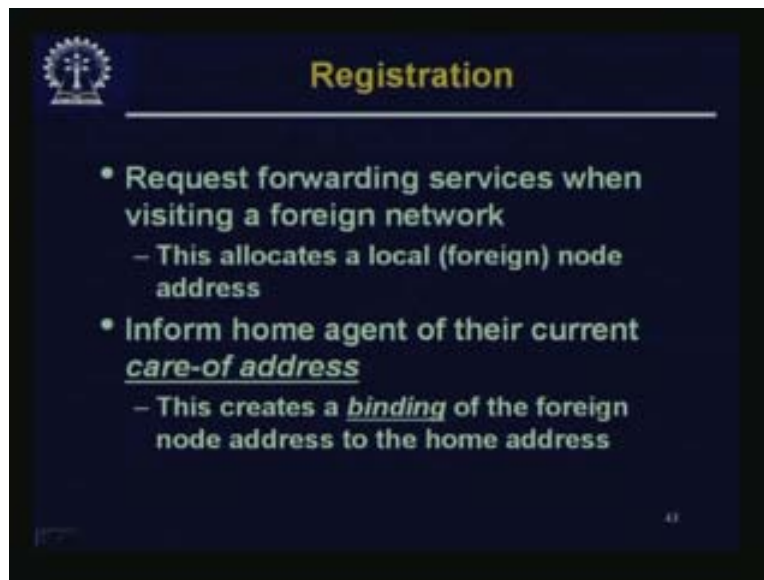 Registration
• Request forwarding services when
visiting a foreign network
– This allocates a local (foreign) node
address
• Inform home agent of their current
care-of address
– This creates a binding of the foreign
node address to the home address